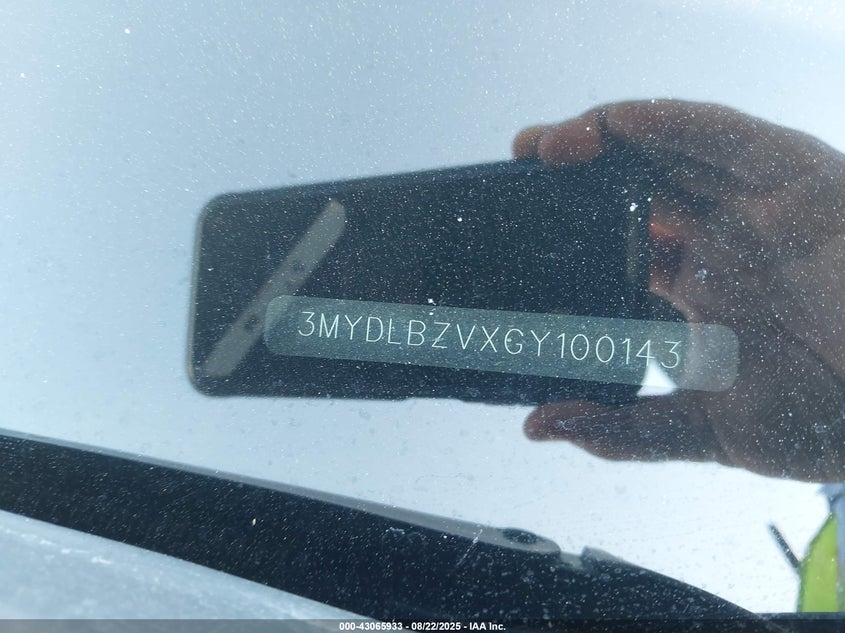 3MYDLBZVXGY100143
000-43065933 - 08/22/2025 - IAA Inc.